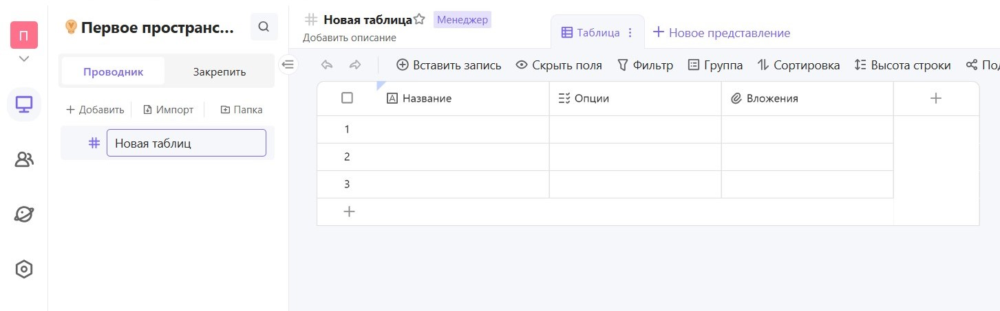 П
Первое пространс...
Проводник
Закрепить
Добавить
Импорт
Папка
Новая таблиц
Новая таблица
Менеджер
Добавить описание
Таблица
Новое представление
Вставить запись
Скрыть поля
Фильтр
Группа
Сортировка
Высота строки
Название
Опции
Вложения
1
2
3